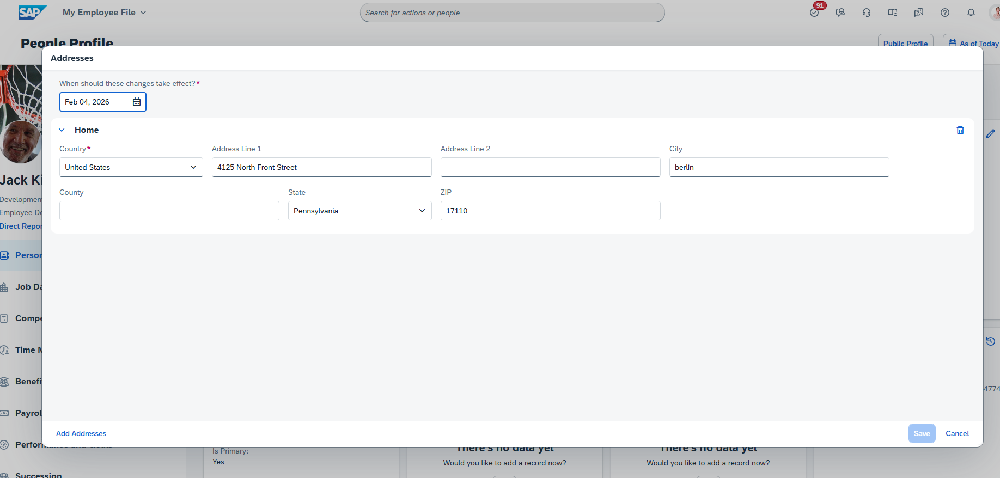 SAP
My Employee File
Search for actions or people
91
People Profile
Public Profile
As of Today
Addresses
When should these changes take effect?*
Feb 04, 2026
Home
Country*
Address Line 1
Address Line 2
City
United States
4125 North Front Street
berlin
County
State
ZIP
Pennsylvania
17110
Jack Ki
Developmen
Employee De
Direct Repor
Person
Job Da
Compe
Time M
Benefi
Payrol
Performance and Goals
Succession
4774
Add Addresses
Save
Cancel
Is Primary:
Yes
There's no data yet
Would you like to add a record now?
There's no data yet
Would you like to add a record now?